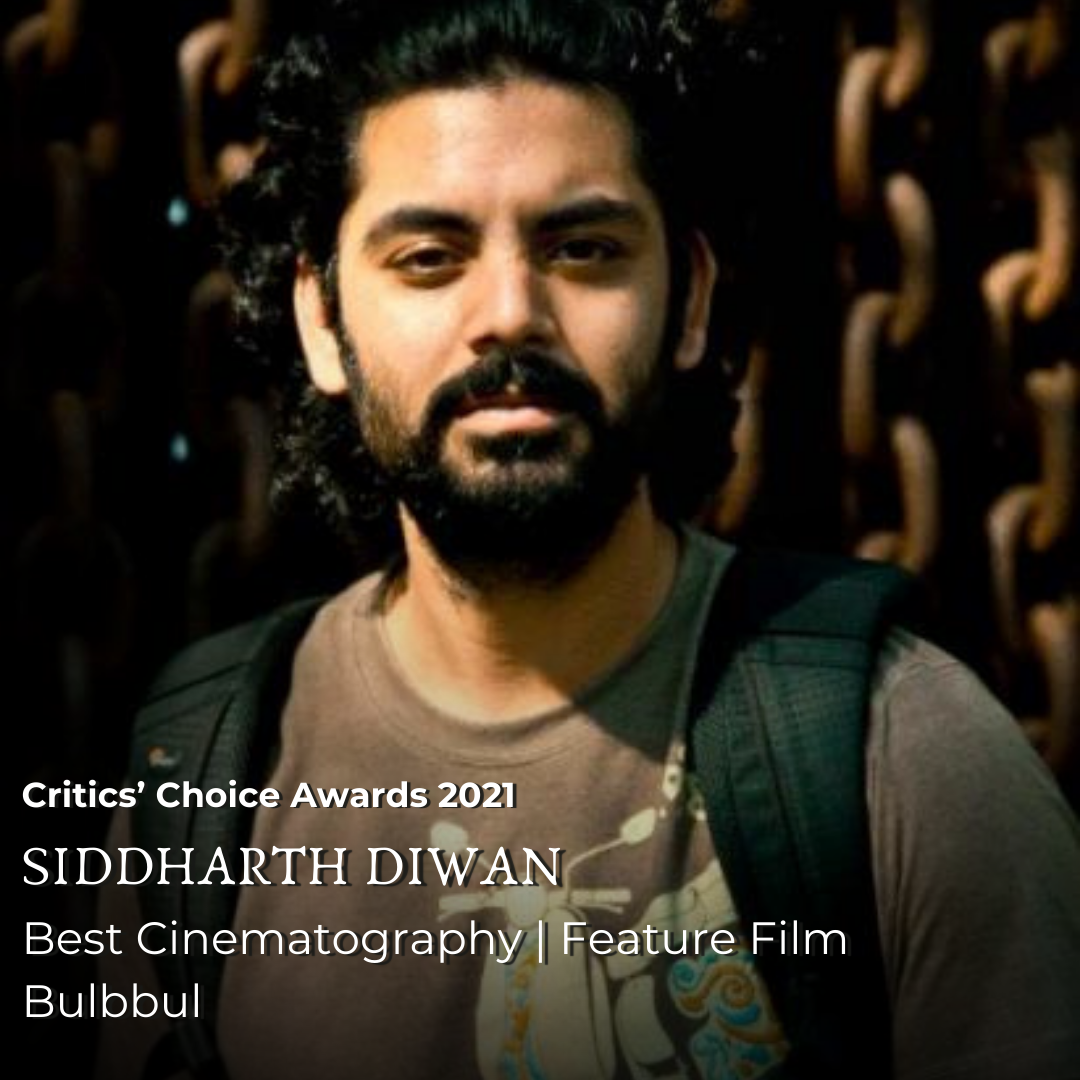 Critics’ Choice Awards 2021
SIDDHARTH DIWAN
Best Cinematography | Feature Film
Bulbbul